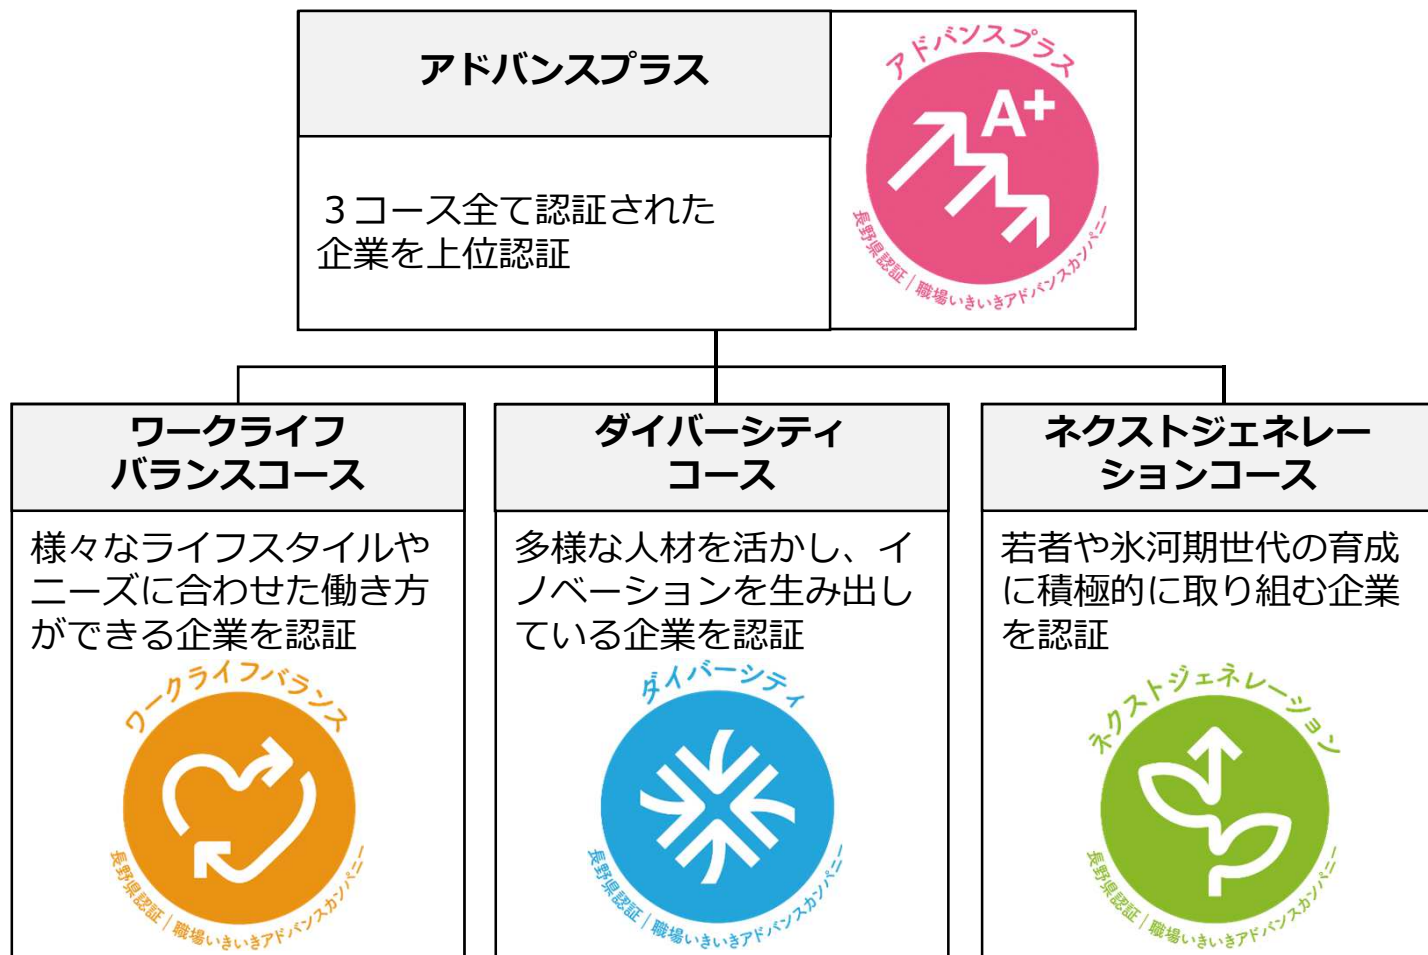 アドバンスプラス
３コース全て認証された
企業を上位認証
アドバンスプラス
A+
長野県認証｜職場いきいきアドバンスカンパニー
ワークライフ
バランスコース
様々なライフスタイルや
ニーズに合わせた働き方
ができる企業を認証
ワークライフバランス
長野県認証｜職場いきいきアドバンスカンパニー
ダイバーシティ
コース
多様な人材を活かし、イ
ノベーションを生み出し
ている企業を認証
ダイバーシティ
長野県認証｜職場いきいきアドバンスカンパニー
ネクストジェネレー
ションコース
若者や氷河期世代の育成
に積極的に取り組む企業
を認証
ネクストジェネレーション
長野県認証｜職場いきいきアドバンスカンパニー